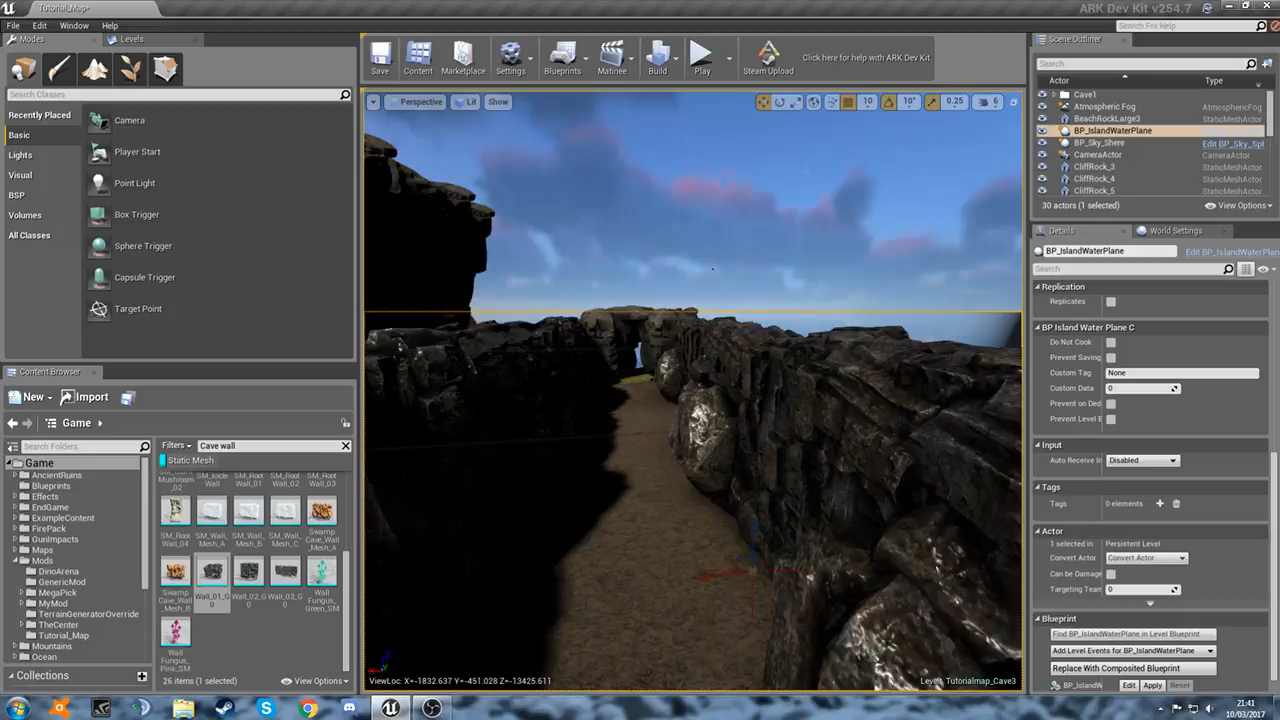 Tutorial_Map*
ARK Dev Kit v254.7
File Edit Window Help
Search For Help
Modes
Levels
Search Classes
Recently Placed
Basic
Lights
Visual
BSP
Volumes
All Classes
Camera
Player Start
Point Light
Box Trigger
Sphere Trigger
Capsule Trigger
Target Point
Save
Content
Marketplace
Settings
Blueprints
Matinee
Build
Play
Steam Upload
Click here for help with ARK Dev Kit
Perspective
Lit
Show
10
10°
0.25
6
Scene Outliner
Search
Actor Type
Cave1
Atmospheric Fog AtmosphericFog
BeachRockLarge3 StaticMeshActor
BP_IslandWaterPlane
BP_Sky_Shere Edit BP_Sky_Spl
CameraActor CameraActor
CliffRock_3 StaticMeshActor
CliffRock_4 StaticMeshActor
CliffRock_5 StaticMeshActor
30 actors (1 selected)
View Options
Details
World Settings
BP_IslandWaterPlane
Edit BP_IslandWaterPlan
Search
Replication
Replicates
BP Island Water Plane C
Do Not Cook
Prevent Saving
Custom Tag None
Custom Data 0
Prevent on Ded
Prevent Level B
Input
Auto Receive In Disabled
Tags
Tags 0 elements
Actor
1 selected in Persistent Level
Convert Actor Convert Actor
Can be Damage
Targeting Team 0
Blueprint
Find BP_IslandWaterPlane in Level Blueprint
Add Level Events for BP_IslandWaterPlane
Replace With Composited Blueprint
BP_IslandW Edit Apply Reset
Content Browser
New
Import
Game
Search Folders
Game
AncientRuins
Blueprints
Effects
EndGame
ExampleContent
FirePack
GunImpacts
Maps
Mods
DinoArena
GenericMod
MegaPick
MyMod
TerrainGeneratorOverride
TheCenter
Tutorial_Map
Mountains
Ocean
Collections
Filters
Cave wall
Static Mesh
Mushroom_02
SM_Icicle Wall
SM_Root Wall_01
SM_Root Wall_02
SM_Root Wall_03
SM_Root Wall_04
SM_Wall_Mesh_A
SM_Wall_Mesh_B
SM_Wall_Mesh_C
Swamp Cave_Wall_Mesh_A
Swamp Cave_Wall_Mesh_B
Wall_01_G0
Wall_02_G0
Wall_03_G0
Wall Fungus_Green_SM
Wall Fungus_Pink_SM
26 items (1 selected)
View Options
ViewLoc: X=-1832.637 Y=-451.028 Z=-13425.611
Level: Tutorialmap_Cave3
21:41
10/03/2017